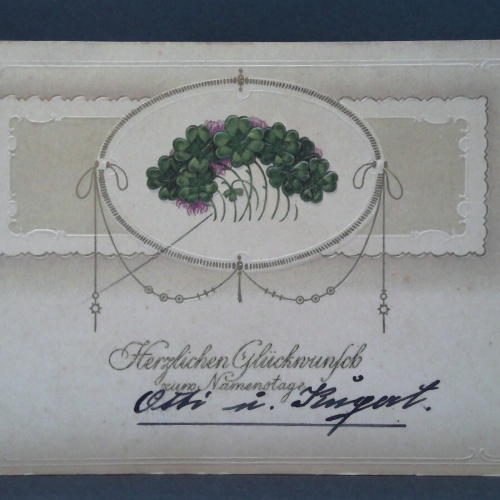 Herzlichen Glückwunsch
zum Namenstage
Otti u.